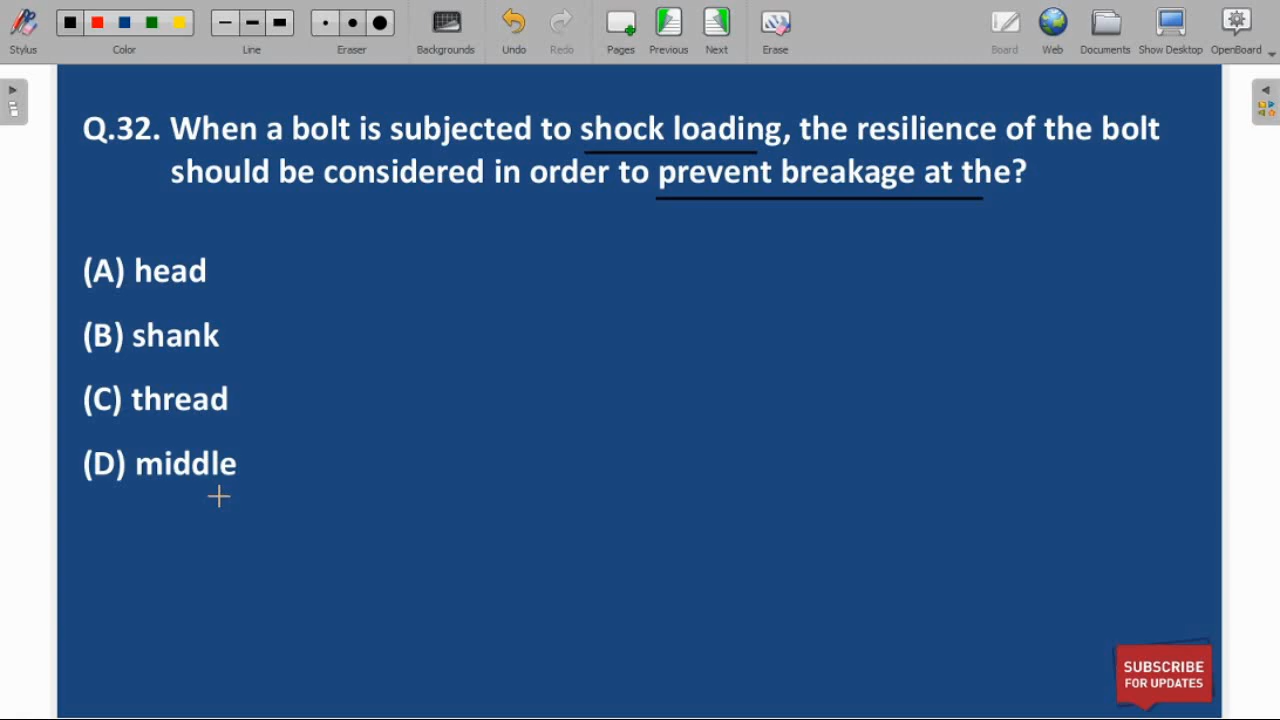 Stylus
Color
Line
Eraser
Backgrounds
Undo
Redo
Pages
Previous
Next
Erase
Board
Web
Documents
Show Desktop
OpenBoard
Q.32. When a bolt is subjected to shock loading, the resilience of the bolt
should be considered in order to prevent breakage at the?
(A) head
(B) shank
(C) thread
(D) middle
SUBSCRIBE
FOR UPDATES